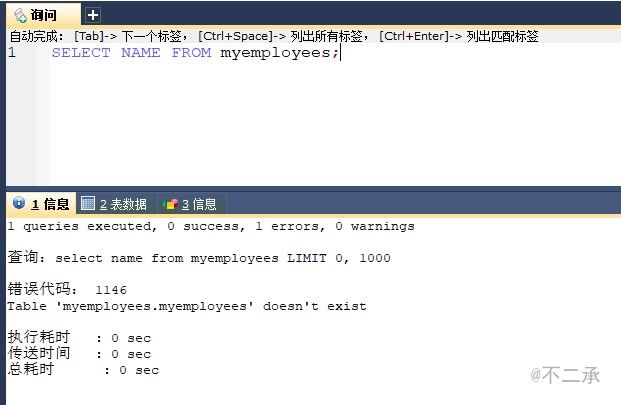 询问
自动完成： [Tab]-> 下一个标签， [Ctrl+Space]-> 列出所有标签， [Ctrl+Enter]-> 列出匹配标签
1 SELECT NAME FROM myemployees;
1 信息 2 表数据 3 信息
1 queries executed, 0 success, 1 errors, 0 warnings
查询：select name from myemployees LIMIT 0, 1000
错误代码： 1146
Table 'myemployees.myemployees' doesn't exist
执行耗时 : 0 sec
传送时间 : 0 sec
总耗时 : 0 sec
@不二承